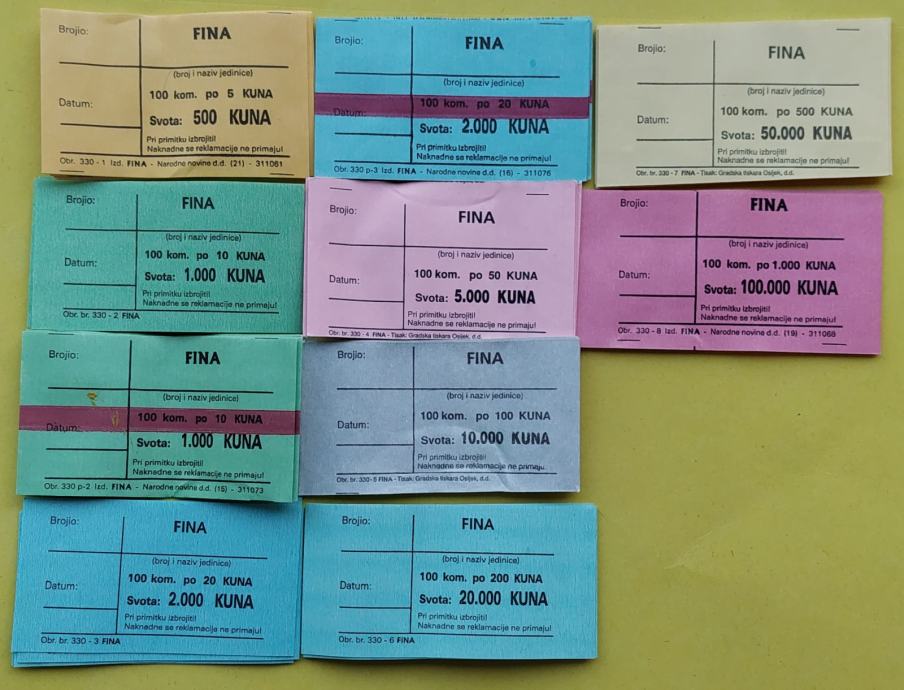 Brojio:
FINA
(broj i naziv jedinice)
100 kom. po 5 KUNA
Datum:
Svota: 500 KUNA
Pri primitku izbrojiti!
Naknadne se reklamacije ne primaju!
Obr. 330 - 1 Izd. FINA - Narodne novine d.d. (21) - 311061
Brojio:
FINA
(broj i naziv jedinice)
100 kom. po 20 KUNA
Datum:
Svota: 2.000 KUNA
Pri primitku izbrojiti!
Naknadne se reklamacije ne primaju!
Obr. 330 p-3 Izd. FINA - Narodne novine d.d. (16) - 311076
Brojio:
FINA
(broj i naziv jedinice)
100 kom. po 500 KUNA
Datum:
Svota: 50.000 KUNA
Pri primitku izbrojiti!
Naknadne se reklamacije ne primaju!
Obr. br. 330 - 7 FINA - Tisak: Gradska tiskara Osijek, d.d.
Brojio:
FINA
(broj i naziv jedinice)
100 kom. po 10 KUNA
Datum:
Svota: 1.000 KUNA
Pri primitku izbrojiti!
Naknadne se reklamacije ne primaju!
Obr. br. 330 - 2 FINA
Brojio:
FINA
(broj i naziv jedinice)
100 kom. po 50 KUNA
Datum:
Svota: 5.000 KUNA
Pri primitku izbrojiti!
Naknadne se reklamacije ne primaju!
Obr. br. 330 - 4 FINA - Tisak: Gradska tiskara Osijek, d.d.
Brojio:
FINA
(broj i naziv jedinice)
100 kom. po 1.000 KUNA
Datum:
Svota: 100.000 KUNA
Pri primitku izbrojiti!
Naknadne se reklamacije ne primaju!
Obr. 330 - 8 Izd. FINA - Narodne novine d.d. (19) - 311068
Brojio:
FINA
(broj i naziv jedinice)
100 kom. po 10 KUNA
Datum:
Svota: 1.000 KUNA
Pri primitku izbrojiti!
Naknadne se reklamacije ne primaju!
Obr. 330 p-2 Izd. FINA - Narodne novine d.d. (15) - 311073
Brojio:
FINA
(broj i naziv jedinice)
100 kom. po 100 KUNA
Datum:
Svota: 10.000 KUNA
Pri primitku izbrojiti!
Naknadne se reklamacije ne primaju.
Obr. br. 330-5 FINA - Tisak: Gradska tiskara Osijek, d.d.
Brojio:
FINA
(broj i naziv jedinice)
100 kom. po 20 KUNA
Datum:
Svota: 2.000 KUNA
Pri primitku izbrojiti!
Naknadne se reklamacije ne primaju!
Obr. br. 330 - 3 FINA
Brojio:
FINA
(broj i naziv jedinice)
100 kom. po 200 KUNA
Datum:
Svota: 20.000 KUNA
Pri primitku izbrojiti!
Naknadne se reklamacije ne primaju!
Obr. br. 330 - 6 FINA